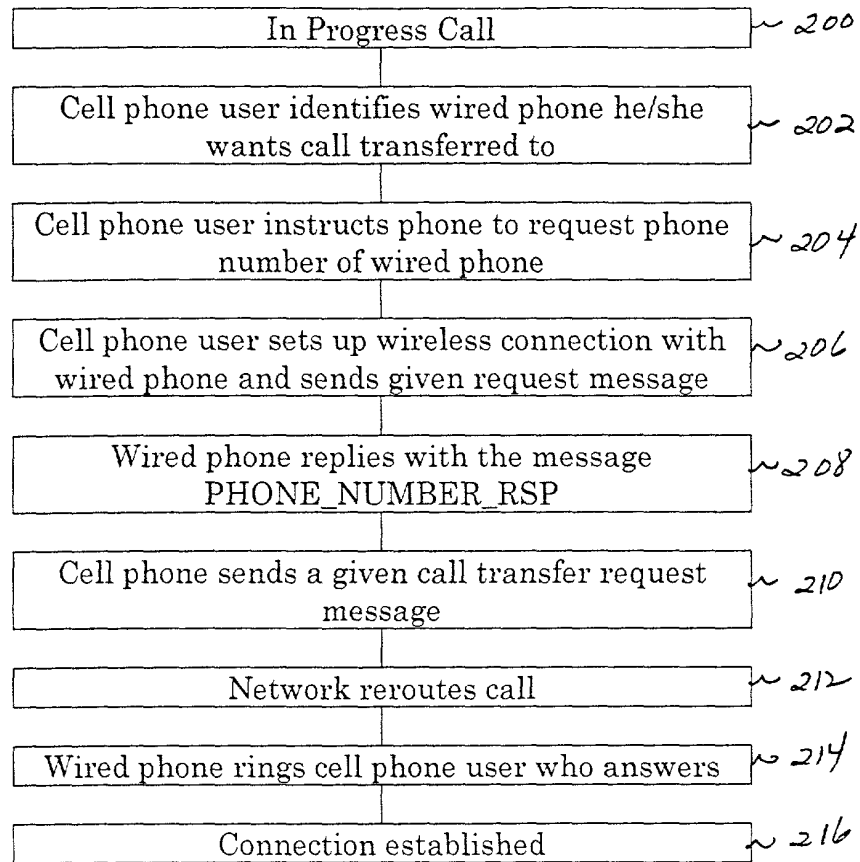 In Progress Call 200
Cell phone user identifies wired phone he/she
wants call transferred to 202
Cell phone user instructs phone to request phone
number of wired phone 204
Cell phone user sets up wireless connection with
wired phone and sends given request message 206
Wired phone replies with the message
PHONE_NUMBER_RSP 208
Cell phone sends a given call transfer request
message 210
Network reroutes call 212
Wired phone rings cell phone user who answers 214
Connection established 216